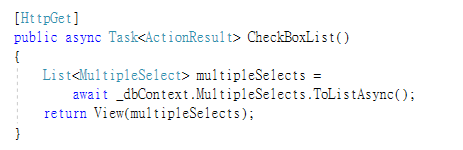 [HttpGet]
public async Task<ActionResult> CheckBoxList()
{
    List<MultipleSelect> multipleSelects =
        await _dbContext.MultipleSelects.ToListAsync();
    return View(multipleSelects);
}